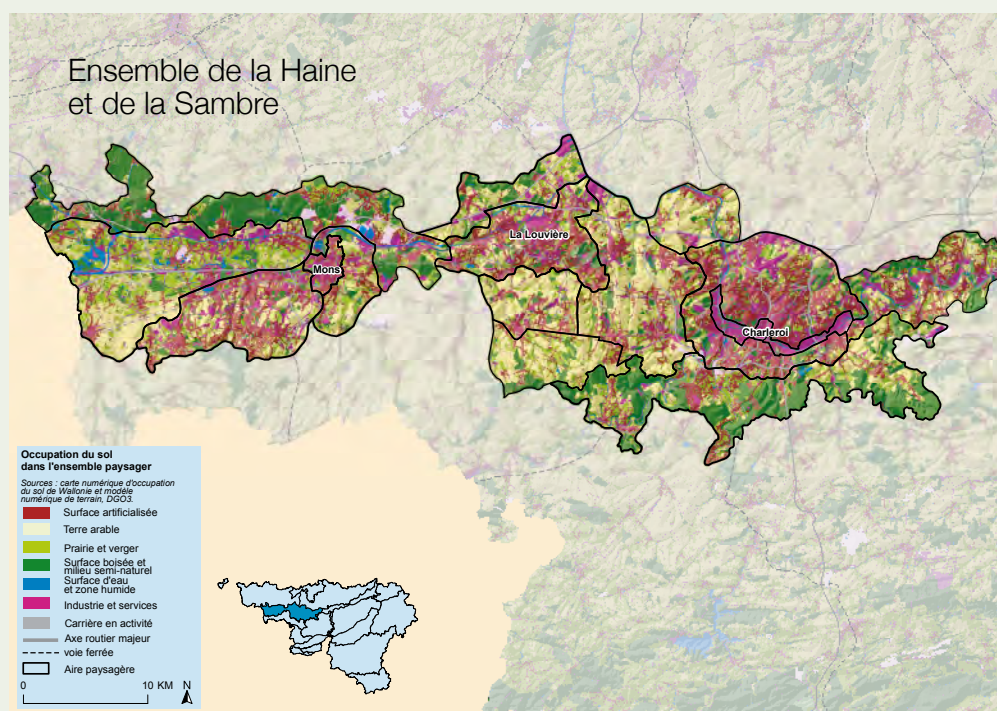 Ensemble de la Haine
et de la Sambre
La Louvière
Mons
Charleroi
Occupation du sol
dans l'ensemble paysager
Sources : carte numérique d'occupation
du sol de Wallonie et modèle
numérique de terrain, DGO3.
Surface artificialisée
Terre arable
Prairie et verger
Surface boisée et
milieu semi-naturel
Surface d'eau
et zone humide
Industrie et services
Carrière en activité
Axe routier majeur
voie ferrée
Aire paysagère
0 10 KM N